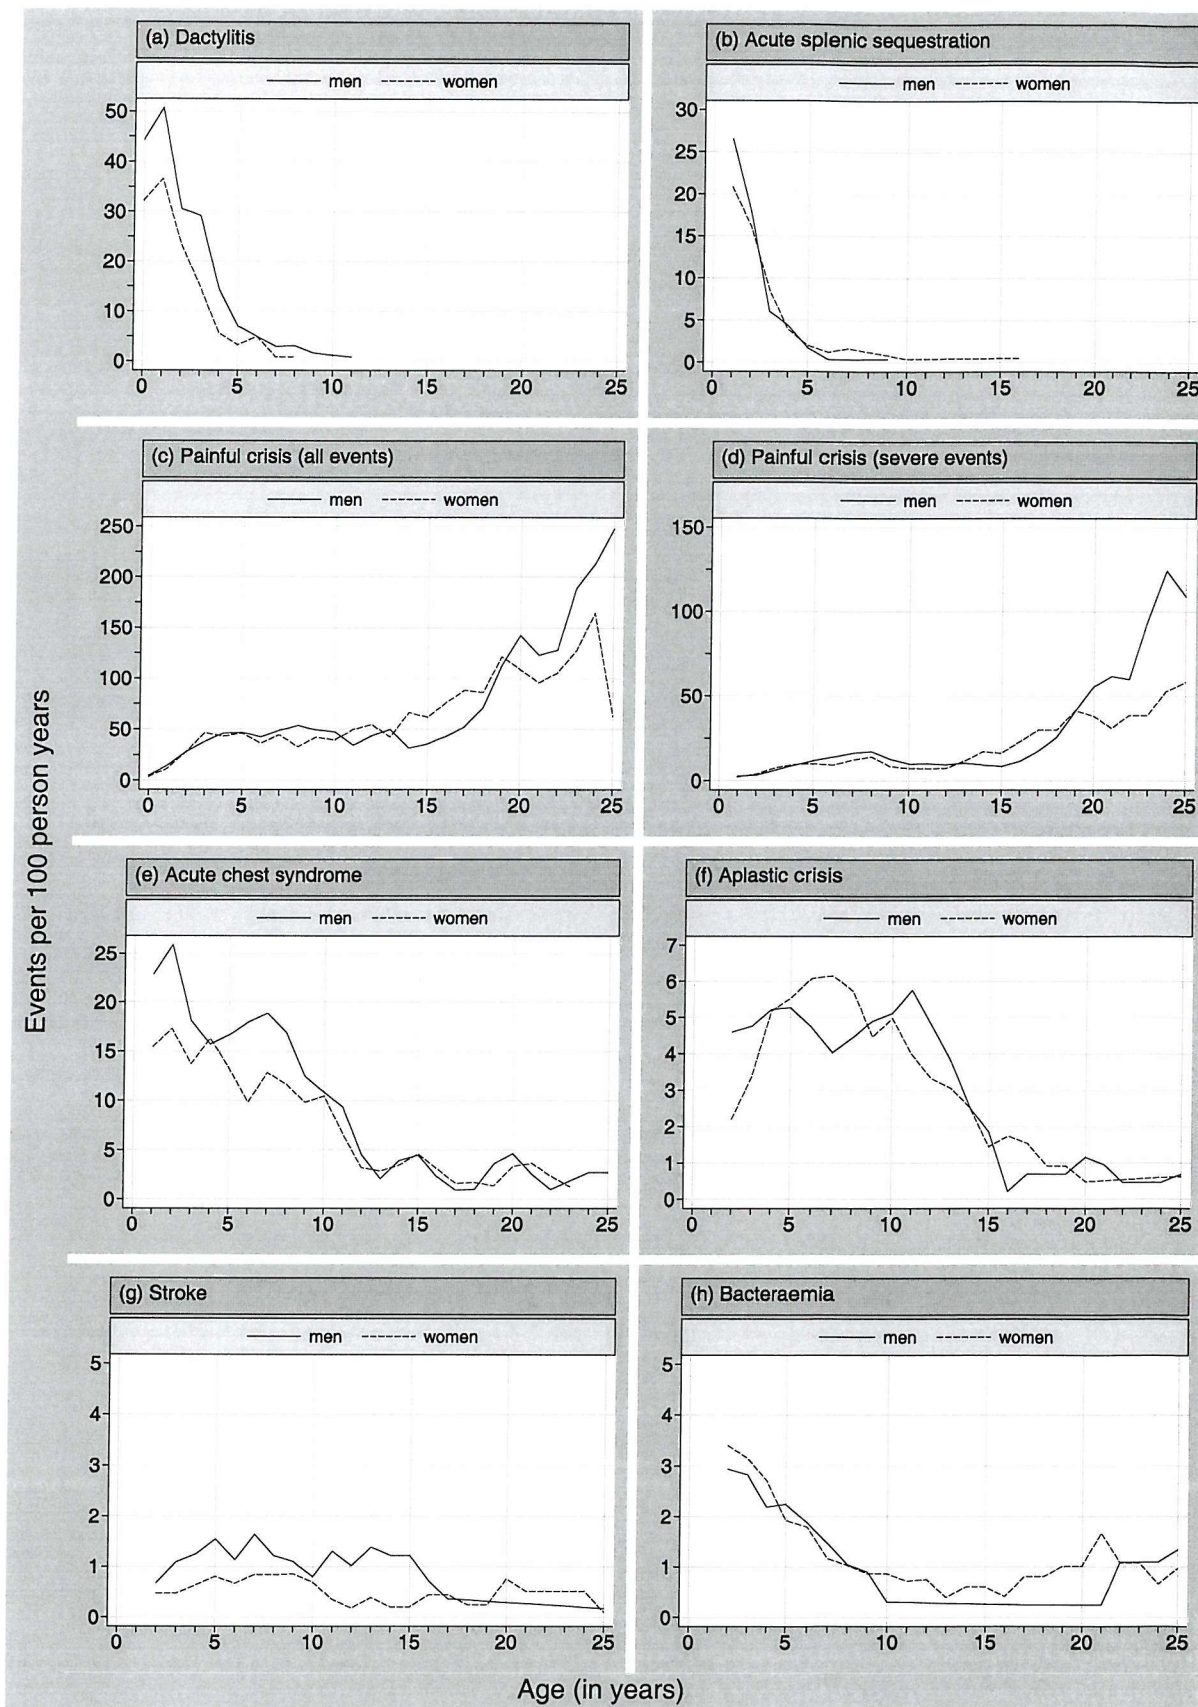 (a) Dactylitis
men women
50
40
30
20
10
0
0 5 10 15 20 25
(b) Acute splenic sequestration
men women
30
25
20
15
10
5
0
0 5 10 15 20 25
(c) Painful crisis (all events)
men women
250
200
150
100
50
0
0 5 10 15 20 25
(d) Painful crisis (severe events)
men women
150
100
50
0
0 5 10 15 20 25
(e) Acute chest syndrome
men women
25
20
15
10
5
0
0 5 10 15 20 25
(f) Aplastic crisis
men women
7
6
5
4
3
2
1
0
0 5 10 15 20 25
(g) Stroke
men women
5
4
3
2
1
0
0 5 10 15 20 25
(h) Bacteraemia
men women
5
4
3
2
1
0
0 5 10 15 20 25
Events per 100 person years
Age (in years)